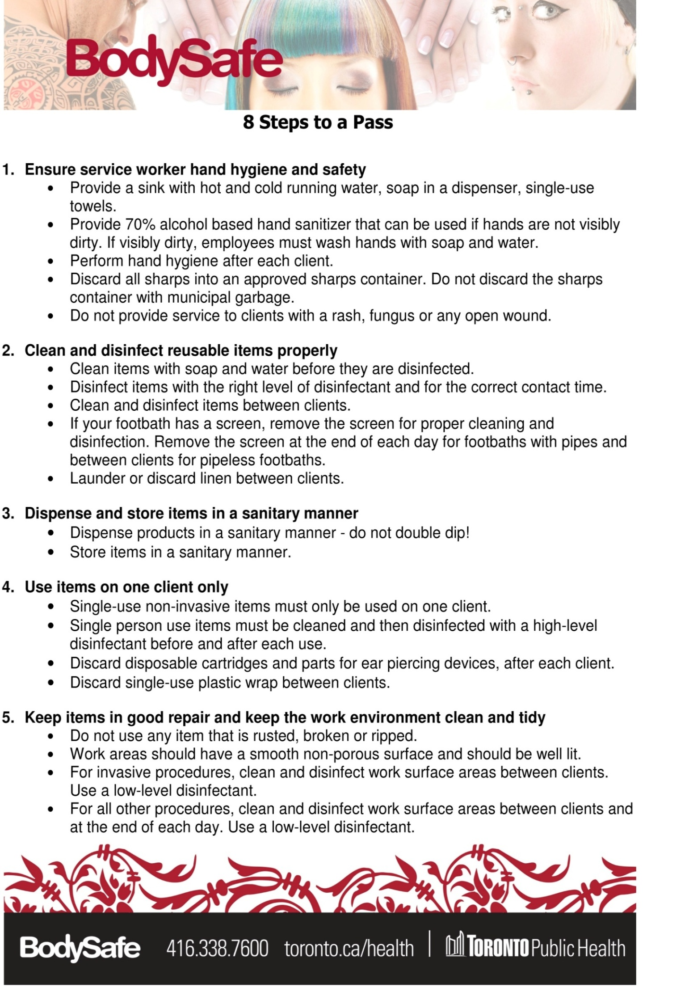 BodySafe
8 Steps to a Pass
1. Ensure service worker hand hygiene and safety
• Provide a sink with hot and cold running water, soap in a dispenser, single-use
towels.
• Provide 70% alcohol based hand sanitizer that can be used if hands are not visibly
dirty. If visibly dirty, employees must wash hands with soap and water.
• Perform hand hygiene after each client.
• Discard all sharps into an approved sharps container. Do not discard the sharps
container with municipal garbage.
• Do not provide service to clients with a rash, fungus or any open wound.
2. Clean and disinfect reusable items properly
• Clean items with soap and water before they are disinfected.
• Disinfect items with the right level of disinfectant and for the correct contact time.
• Clean and disinfect items between clients.
• If your footbath has a screen, remove the screen for proper cleaning and
disinfection. Remove the screen at the end of each day for footbaths with pipes and
between clients for pipeless footbaths.
• Launder or discard linen between clients.
3. Dispense and store items in a sanitary manner
• Dispense products in a sanitary manner - do not double dip!
• Store items in a sanitary manner.
4. Use items on one client only
• Single-use non-invasive items must only be used on one client.
• Single person use items must be cleaned and then disinfected with a high-level
disinfectant before and after each use.
• Discard disposable cartridges and parts for ear piercing devices, after each client.
• Discard single-use plastic wrap between clients.
5. Keep items in good repair and keep the work environment clean and tidy
• Do not use any item that is rusted, broken or ripped.
• Work areas should have a smooth non-porous surface and should be well lit.
• For invasive procedures, clean and disinfect work surface areas between clients.
Use a low-level disinfectant.
• For all other procedures, clean and disinfect work surface areas between clients and
at the end of each day. Use a low-level disinfectant.
BodySafe 416.338.7600 toronto.ca/health | TORONTO Public Health